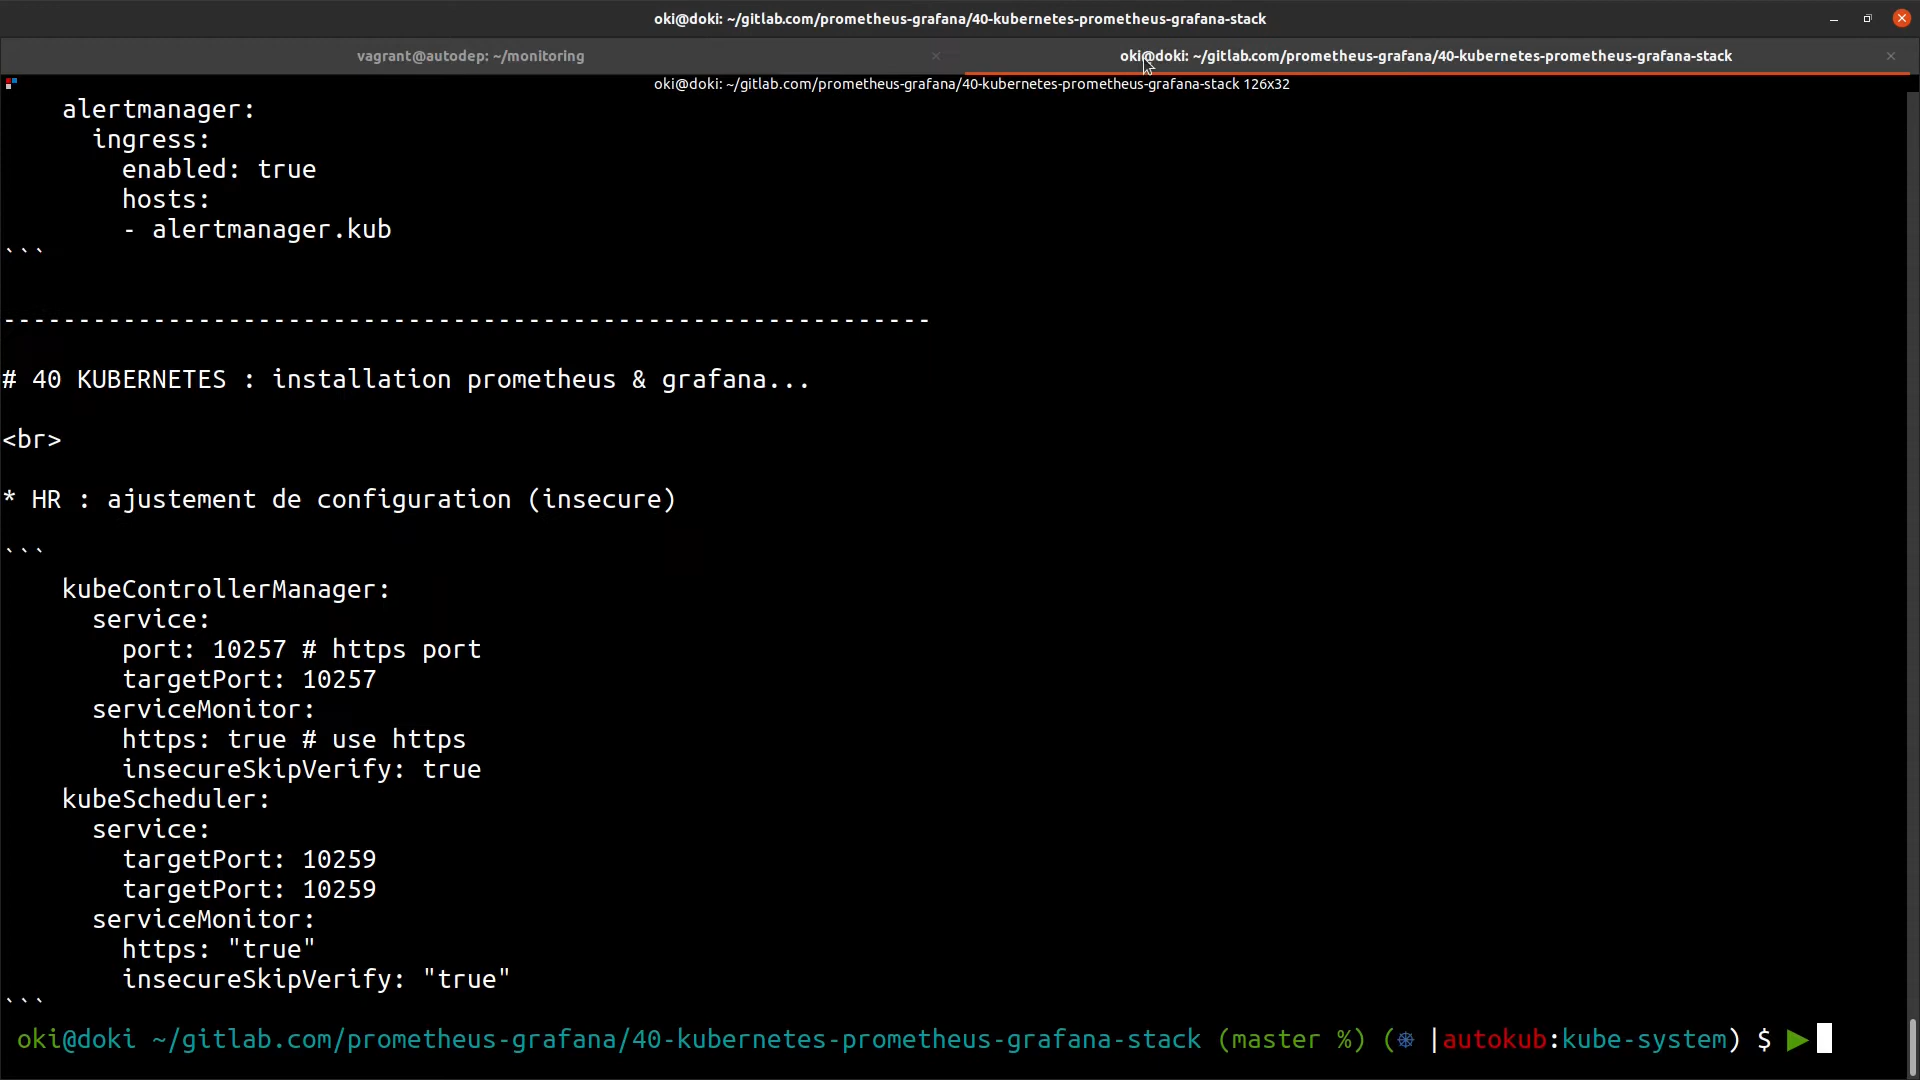 oki@doki: ~/gitlab.com/prometheus-grafana/40-kubernetes-prometheus-grafana-stack
vagrant@autodep: ~/monitoring
oki@doki: ~/gitlab.com/prometheus-grafana/40-kubernetes-prometheus-grafana-stack
oki@doki: ~/gitlab.com/prometheus-grafana/40-kubernetes-prometheus-grafana-stack 126x32
    alertmanager:
      ingress:
        enabled: true
        hosts:
        - alertmanager.kub
```
--------------------------------------------------------------
# 40 KUBERNETES : installation prometheus & grafana...
<br>
* HR : ajustement de configuration (insecure)
```
    kubeControllerManager:
      service:
        port: 10257 # https port
        targetPort: 10257
      serviceMonitor:
        https: true # use https
        insecureSkipVerify: true
    kubeScheduler:
      service:
        targetPort: 10259
        targetPort: 10259
      serviceMonitor:
        https: "true"
        insecureSkipVerify: "true"
```
oki@doki ~/gitlab.com/prometheus-grafana/40-kubernetes-prometheus-grafana-stack (master %) (⎈ |autokub:kube-system) $ ▶